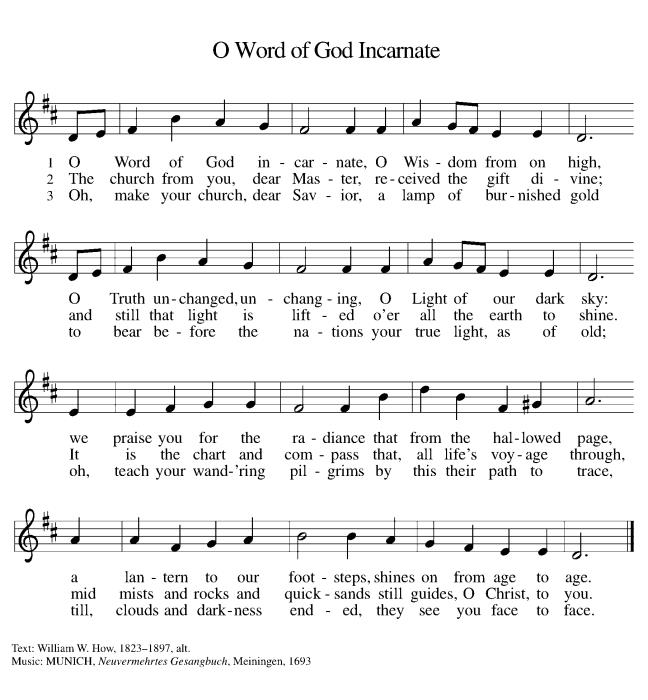 O Word of God Incarnate
1 O Word of God in - car - nate, O Wis - dom from on high,
2 The church from you, dear Mas - ter, re - ceived the gift di - vine;
3 Oh, make your church, dear Sav - ior, a lamp of bur - nished gold
O Truth un - changed, un - chang - ing, O Light of our dark sky:
and still that light is lift - ed o'er all the earth to shine.
to bear be - fore the na - tions your true light, as of old;
we praise you for the ra - diance that from the hal - lowed page,
It is the chart and com - pass that, all life's voy - age through,
oh, teach your wand - 'ring pil - grims by this their path to trace,
a lan - tern to our foot - steps, shines on from age to age.
mid mists and rocks and quick - sands still guides, O Christ, to you.
till, clouds and dark - ness end - ed, they see you face to face.
Text: William W. How, 1823–1897, alt.
Music: MUNICH, Neuvermehrtes Gesangbuch, Meiningen, 1693